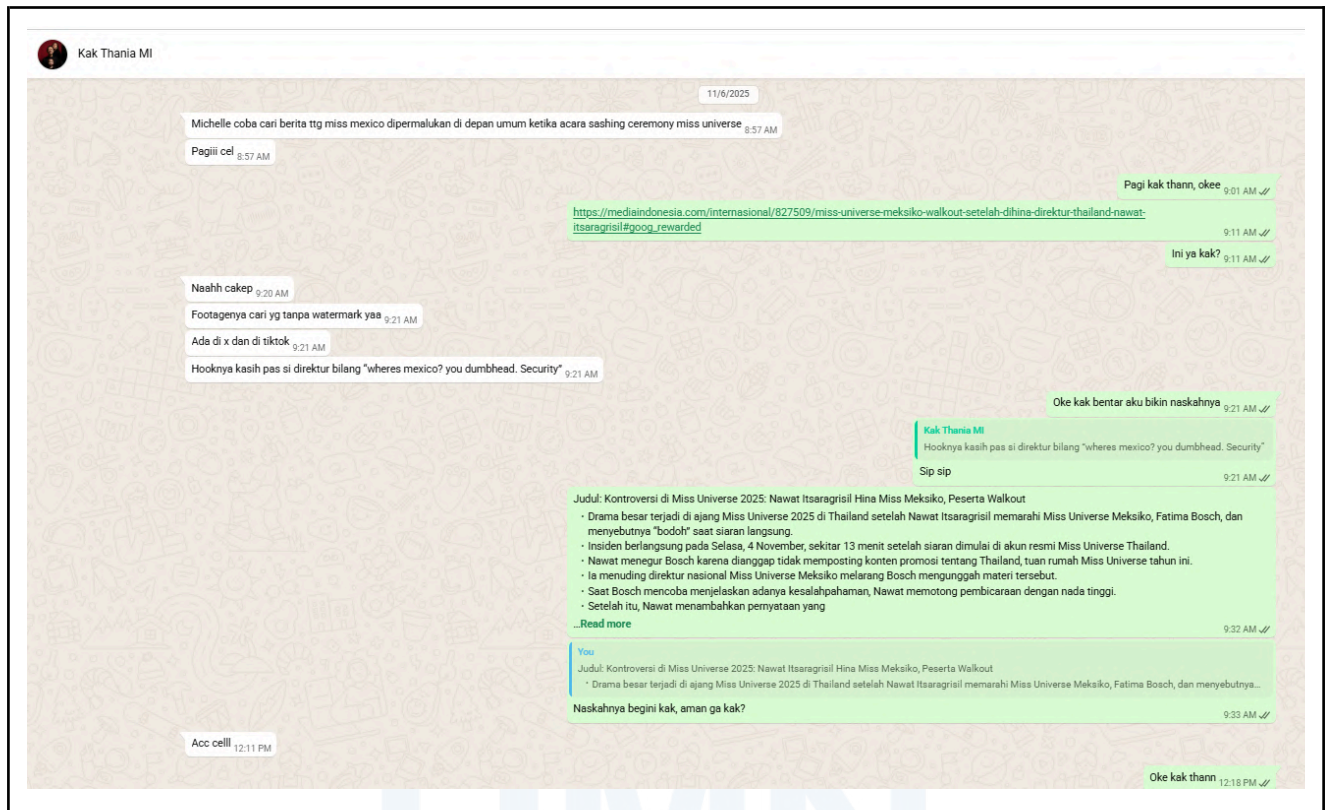 Kak Thania MI
11/6/2025
Michelle coba cari berita ttg miss mexico dipermalukan di depan umum ketika acara sashing ceremony miss universe 8:57 AM
Pagiii cel 8:57 AM
Pagi kak thann, okee 9:01 AM
https://mediaindonesia.com/internasional/827509/miss-universe-meksiko-walkout-setelah-dihina-direktur-thailand-nawat-
itsaragrisil#goog_rewarded 9:11 AM
Ini ya kak? 9:11 AM
Naahh cakep 9:20 AM
Footagenya cari yg tanpa watermark yaa 9:21 AM
Ada di x dan di tiktok 9:21 AM
Hooknya kasih pas si direktur bilang “wheres mexico? you dumbhead. Security” 9:21 AM
Oke kak bentar aku bikin naskahnya 9:21 AM
Kak Thania MI
Hooknya kasih pas si direktur bilang “wheres mexico? you dumbhead. Security”
Sip sip 9:21 AM
Judul: Kontroversi di Miss Universe 2025: Nawat Itsaragrisil Hina Miss Meksiko, Peserta Walkout
• Drama besar terjadi di ajang Miss Universe 2025 di Thailand setelah Nawat Itsaragrisil memarahi Miss Universe Meksiko, Fatima Bosch, dan
menyebutnya “bodoh” saat siaran langsung.
• Insiden berlangsung pada Selasa, 4 November, sekitar 13 menit setelah siaran dimulai di akun resmi Miss Universe Thailand.
• Nawat menegur Bosch karena dianggap tidak memposting konten promosi tentang Thailand, tuan rumah Miss Universe tahun ini.
• Ia menuding direktur nasional Miss Universe Meksiko melarang Bosch mengunggah materi tersebut.
• Saat Bosch mencoba menjelaskan adanya kesalahpahaman, Nawat memotong pembicaraan dengan nada tinggi.
• Setelah itu, Nawat menambahkan pernyataan yang
...Read more 9:32 AM
You
Judul: Kontroversi di Miss Universe 2025: Nawat Itsaragrisil Hina Miss Meksiko, Peserta Walkout
• Drama besar terjadi di ajang Miss Universe 2025 di Thailand setelah Nawat Itsaragrisil memarahi Miss Universe Meksiko, Fatima Bosch, dan menyebutnya...
Naskahnya begini kak, aman ga kak? 9:33 AM
Acc celll 12:11 PM
Oke kak thann 12:18 PM